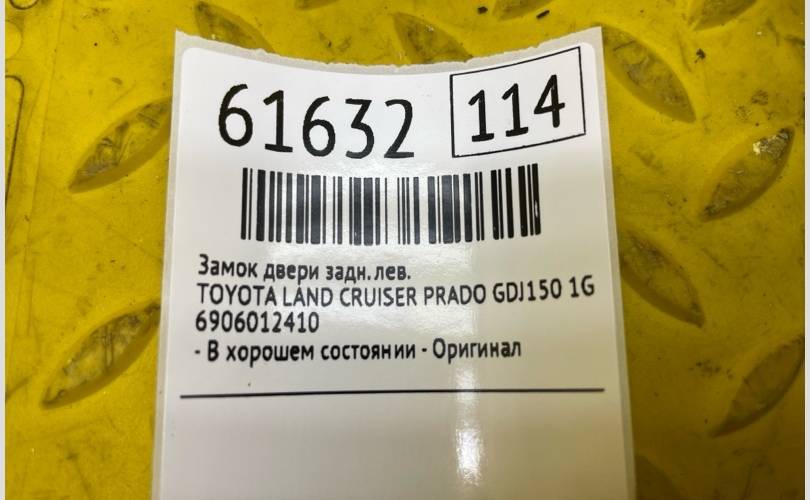 61632 114
Замок двери задн. лев.
TOYOTA LAND CRUISER PRADO GDJ150 1G
6906012410
- В хорошем состоянии - Оригинал